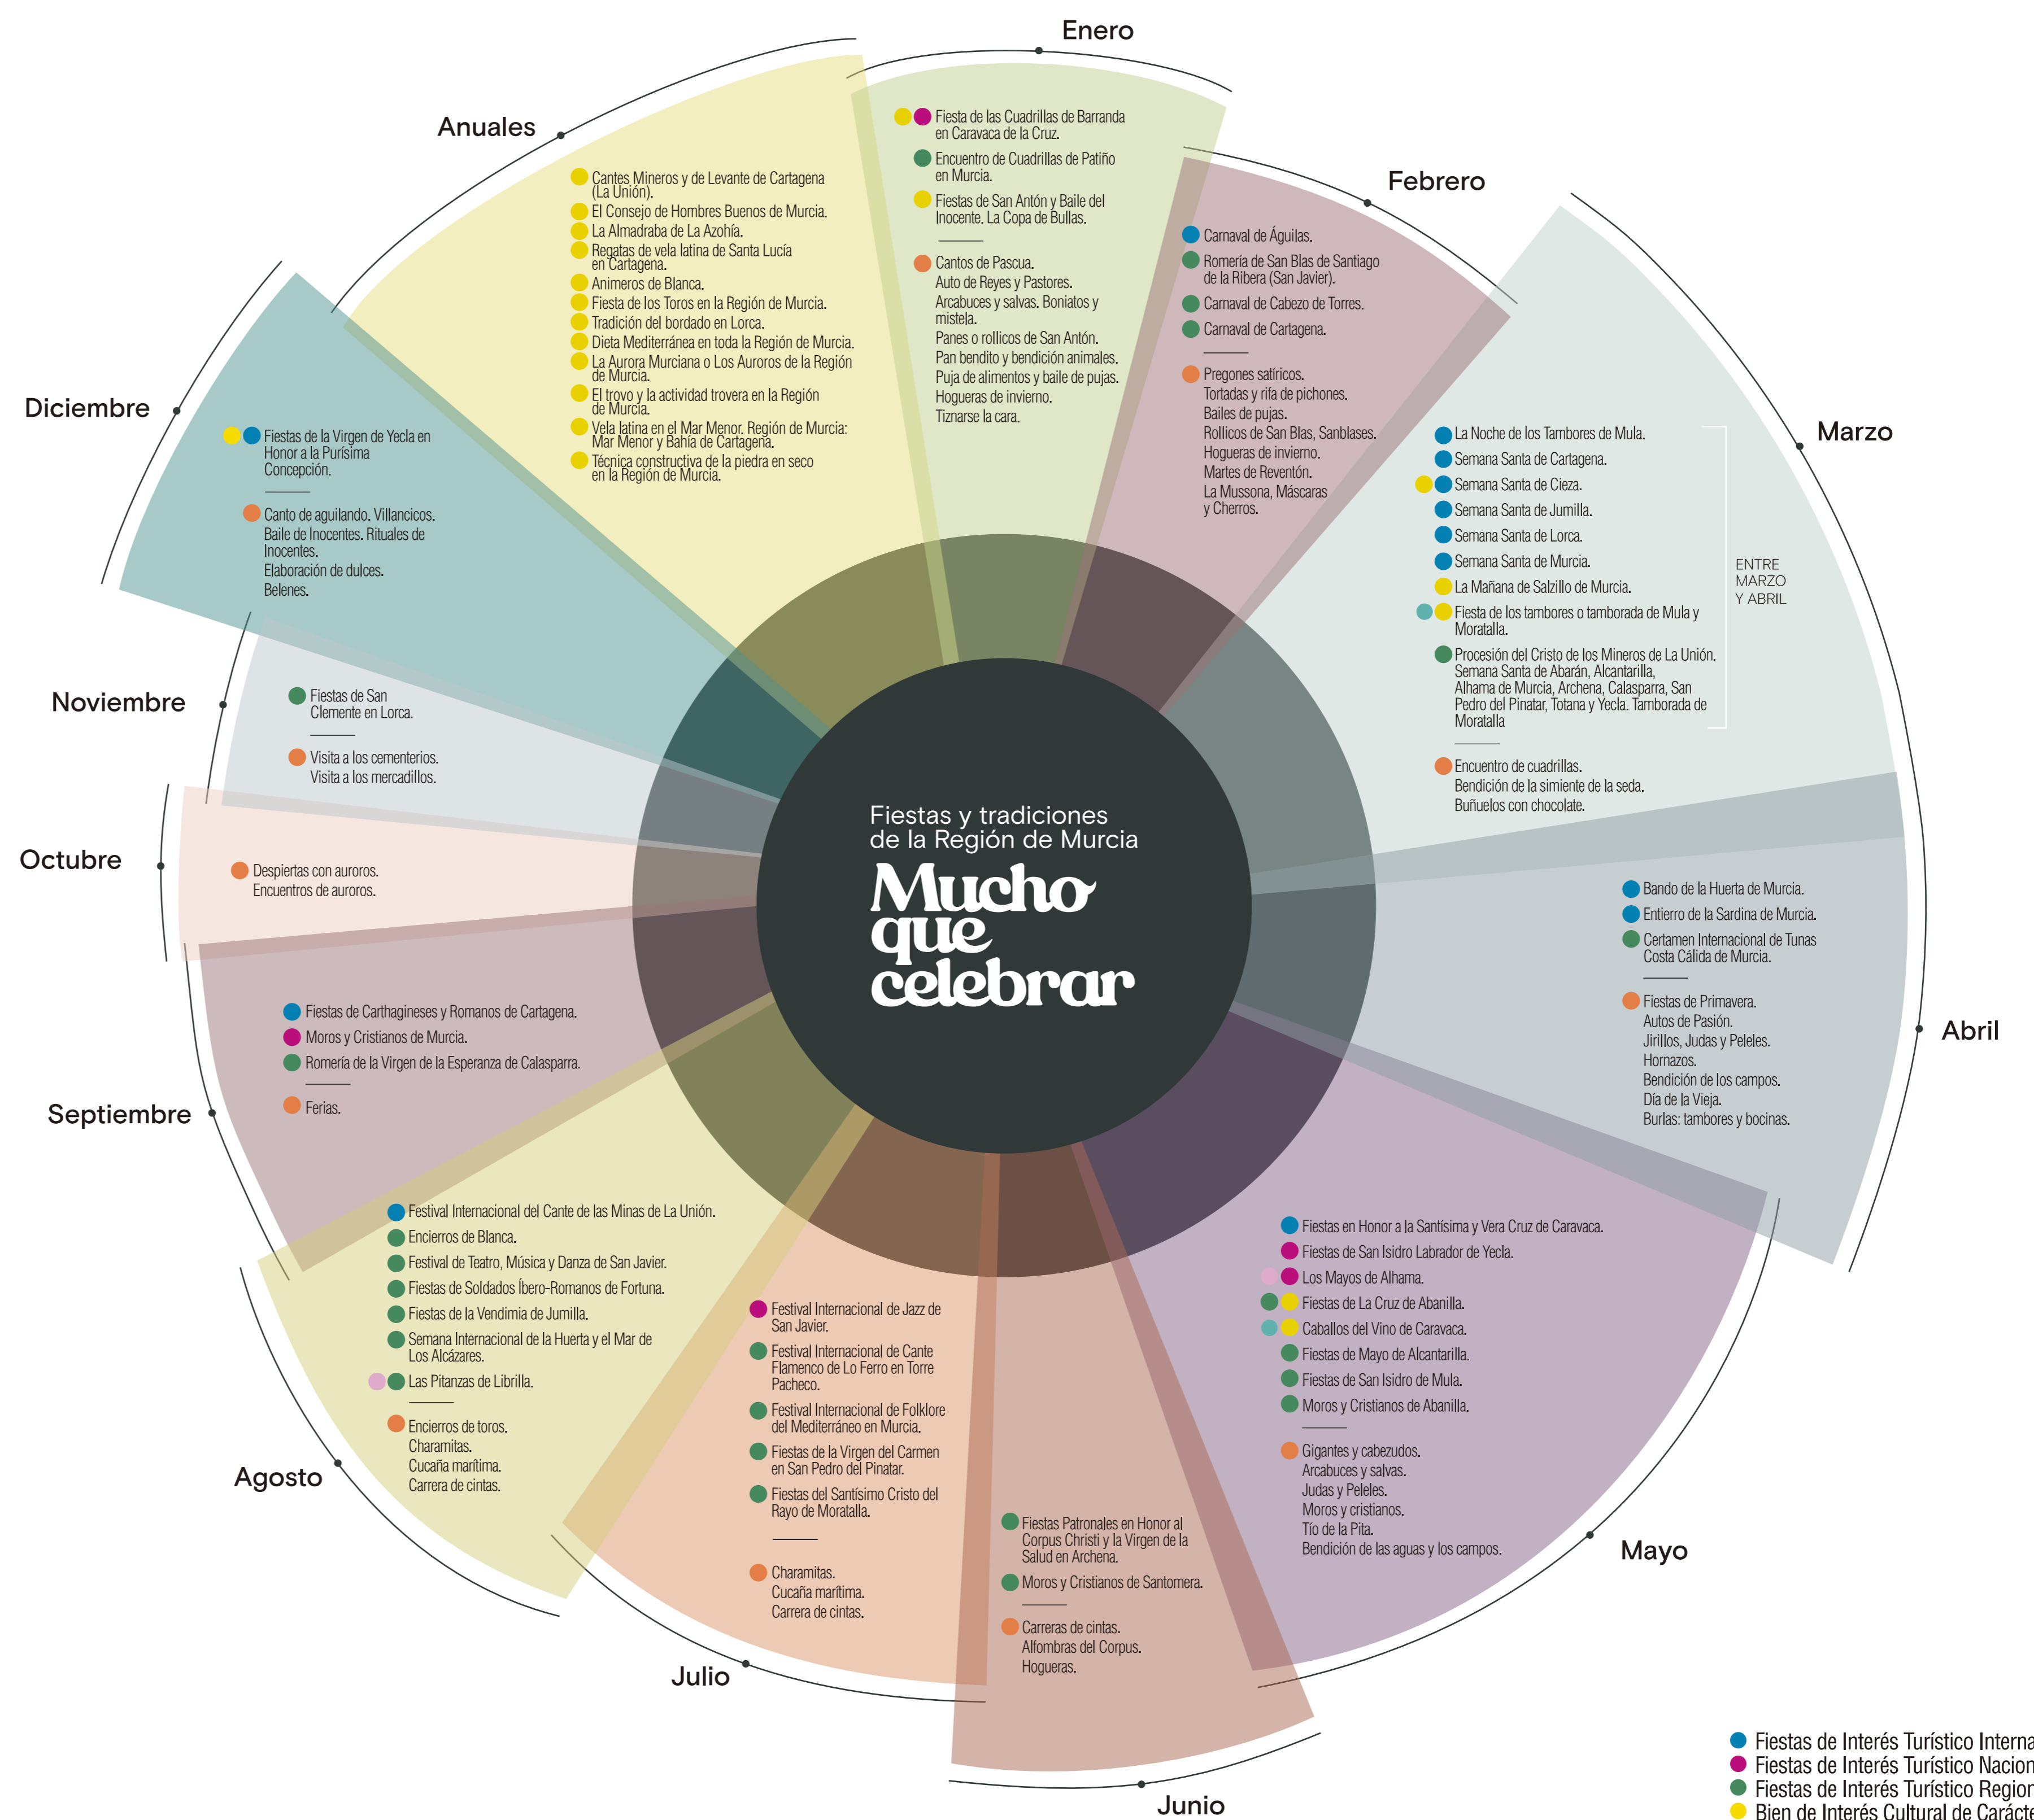 Enero
Fiesta de las Cuadrillas de Barranda
en Caravaca de la Cruz.
Encuentro de Cuadrillas de Patiño
en Murcia.
Fiestas de San Antón y Baile del
Inocente. La Copa de Bullas.
Cantos de Pascua.
Auto de Reyes y Pastores.
Arcabuces y salvas. Boniatos y
mistela.
Panes o rollicos de San Antón.
Pan bendito y bendición animales.
Puja de alimentos y baile de pujas.
Hogueras de invierno.
Tiznarse la cara.
Febrero
Carnaval de Águilas.
Romería de San Blas de Santiago
de la Ribera (San Javier).
Carnaval de Cabezo de Torres.
Carnaval de Cartagena.
Pregones satíricos.
Tortadas y rifa de pichones.
Bailes de pujas.
Rollicos de San Blas, Sanblases.
Hogueras de invierno.
Martes de Reventón.
La Mussona, Máscaras
y Cherros.
Marzo
La Noche de los Tambores de Mula.
Semana Santa de Cartagena.
Semana Santa de Cieza.
Semana Santa de Jumilla.
Semana Santa de Lorca.
Semana Santa de Murcia.
La Mañana de Salzillo de Murcia.
Fiesta de los tambores o tamborada de Mula y
Moratalla.
Procesión del Cristo de los Mineros de La Unión.
Semana Santa de Abarán, Alcantarilla,
Alhama de Murcia, Archena, Calasparra, San
Pedro del Pinatar, Totana y Yecla. Tamborada de
Moratalla
ENTRE
MARZO
Y ABRIL
Encuentro de cuadrillas.
Bendición de la simiente de la seda.
Buñuelos con chocolate.
Abril
Bando de la Huerta de Murcia.
Entierro de la Sardina de Murcia.
Certamen Internacional de Tunas
Costa Cálida de Murcia.
Fiestas de Primavera.
Autos de Pasión.
Jirillos, Judas y Peleles.
Hornazos.
Bendición de los campos.
Día de la Vieja.
Burlas: tambores y bocinas.
Mayo
Fiestas en Honor a la Santísima y Vera Cruz de Caravaca.
Fiestas de San Isidro Labrador de Yecla.
Los Mayos de Alhama.
Fiestas de La Cruz de Abanilla.
Caballos del Vino de Caravaca.
Fiestas de Mayo de Alcantarilla.
Fiestas de San Isidro de Mula.
Moros y Cristianos de Abanilla.
Gigantes y cabezudos.
Arcabuces y salvas.
Judas y Peleles.
Moros y cristianos.
Tío de la Pita.
Bendición de las aguas y los campos.
Junio
Fiestas Patronales en Honor al
Corpus Christi y la Virgen de la
Salud en Archena.
Moros y Cristianos de Santomera.
Carreras de cintas.
Alfombras del Corpus.
Hogueras.
Julio
Festival Internacional de Jazz de
San Javier.
Festival Internacional de Cante
Flamenco de Lo Ferro en Torre
Pacheco.
Festival Internacional de Folklore
del Mediterráneo en Murcia.
Fiestas de la Virgen del Carmen
en San Pedro del Pinatar.
Fiestas del Santísimo Cristo del
Rayo de Moratalla.
Charamitas.
Cucaña marítima.
Carrera de cintas.
Agosto
Festival Internacional del Cante de las Minas de La Unión.
Encierros de Blanca.
Festival de Teatro, Música y Danza de San Javier.
Fiestas de Soldados Íbero-Romanos de Fortuna.
Fiestas de la Vendimia de Jumilla.
Semana Internacional de la Huerta y el Mar de
Los Alcázares.
Las Pitanzas de Librilla.
Encierros de toros.
Charamitas.
Cucaña marítima.
Carrera de cintas.
Septiembre
Fiestas de Carthagineses y Romanos de Cartagena.
Moros y Cristianos de Murcia.
Romería de la Virgen de la Esperanza de Calasparra.
Ferias.
Octubre
Despiertas con auroros.
Encuentros de auroros.
Noviembre
Fiestas de San
Clemente en Lorca.
Visita a los cementerios.
Visita a los mercadillos.
Diciembre
Fiestas de la Virgen de Yecla en
Honor a la Purísima
Concepción.
Canto de aguilando. Villancicos.
Baile de Inocentes. Rituales de
Inocentes.
Elaboración de dulces.
Belenes.
Anuales
Cantes Mineros y de Levante de Cartagena
(La Unión).
El Consejo de Hombres Buenos de Murcia.
La Almadraba de La Azohía.
Regatas de vela latina de Santa Lucía
en Cartagena.
Animeros de Blanca.
Fiesta de los Toros en la Región de Murcia.
Tradición del bordado en Lorca.
Dieta Mediterránea en toda la Región de Murcia.
La Aurora Murciana o Los Auroros de la Región
de Murcia.
El trovo y la actividad trovera en la Región
de Murcia.
Vela latina en el Mar Menor. Región de Murcia:
Mar Menor y Bahía de Cartagena.
Técnica constructiva de la piedra en seco
en la Región de Murcia.
Fiestas y tradiciones
de la Región de Murcia
Mucho
que
celebrar
Fiestas de Interés Turístico Interna
Fiestas de Interés Turístico Nacion
Fiestas de Interés Turístico Region
Bien de Interés Cultural de Carácte